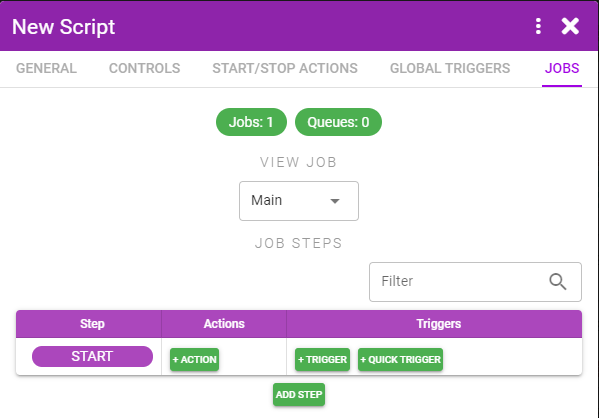 New Script
GENERAL CONTROLS START/STOP ACTIONS GLOBAL TRIGGERS JOBS
Jobs: 1 Queues: 0
VIEW JOB
Main
JOB STEPS
Filter
Step Actions Triggers
START + ACTION + TRIGGER + QUICK TRIGGER
ADD STEP